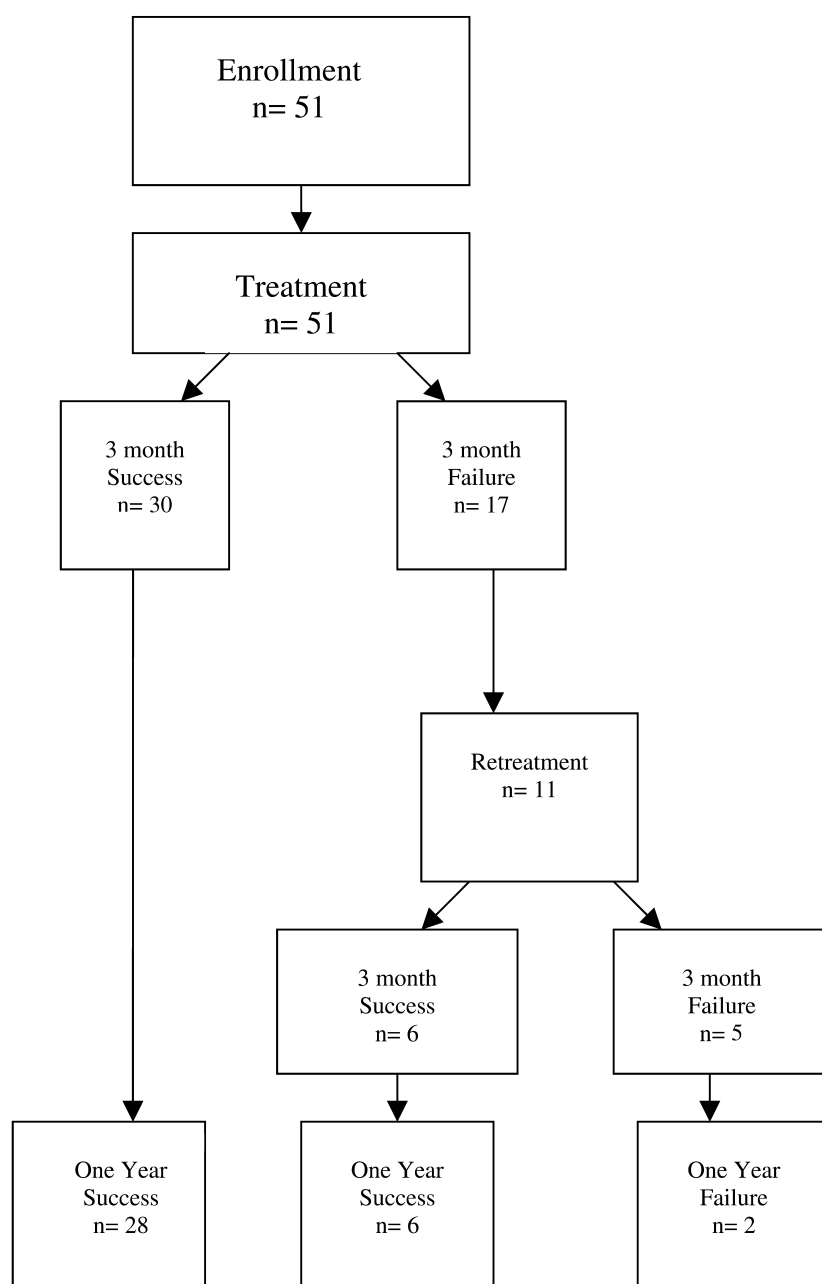 Enrollment
n= 51
Treatment
n= 51
3 month
Success
n= 30
3 month
Failure
n= 17
Retreatment
n= 11
3 month
Success
n= 6
3 month
Failure
n= 5
One Year
Success
n= 28
One Year
Success
n= 6
One Year
Failure
n= 2